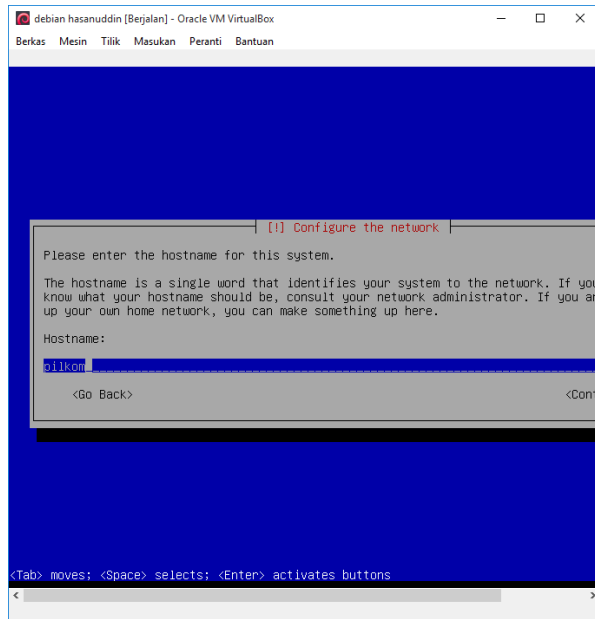 debian hasanuddin [Berjalan] - Oracle VM VirtualBox
Berkas Mesin Tilik Masukan Peranti Bantuan
[!] Configure the network
Please enter the hostname for this system.
The hostname is a single word that identifies your system to the network. If you
know what your hostname should be, consult your network administrator. If you ar
up your own home network, you can make something up here.
Hostname:
pilkom
<Go Back> <Cont
<Tab> moves; <Space> selects; <Enter> activates buttons